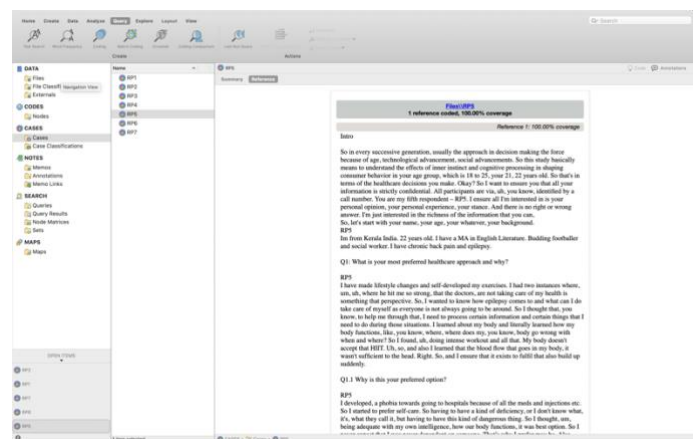 Home Create Data Analyze Query Explore Layout View
Search
Text Search Word Frequency Coding Matrix Coding Crosstab Coding Comparison
Create
Actions
DATA
Files
File Classifi
Navigation View
Externals
CODES
Nodes
CASES
Cases
Case Classifications
NOTES
Memos
Annotations
Memo Links
SEARCH
Queries
Query Results
Node Matrices
Sets
MAPS
Maps
OPEN ITEMS
RP2
RP1
RP1
RP5
Name
RP1
RP2
RP3
RP4
RP5
RP6
RP7
RP5
Code Annotations
Summary Reference
Files\\RP5
1 reference coded, 100.00% coverage
Reference 1: 100.00% coverage
Intro
So in every successive generation, usually the approach in decision making the force
because of age, technological advancement, social advancements. So this study basically
means to understand the effects of inner instinct and cognitive processing in shaping
consumer behavior in your age group, which is 18 to 25, your 21, 22 years old. So that's in
terms of the healthcare decisions you make. Okay? So I want to ensure you that all your
information is strictly confidential. All participants are via, uh, you know, identified by a
call number. You are my fifth respondent – RP5. I ensure all I'm interested in is your
personal opinion, your personal experience, your stance. And there is no right or wrong
answer. I'm just interested in the richness of the information that you can,
So, let's start with your name, your age, your whatever, your background.
RP5
Im from Kerala India. 22 years old. I have a MA in English Literature. Budding footballer
and social worker. I have chronic back pain and epilepsy.
Q1: What is your most preferred healthcare approach and why?
RP5
I have made lifestyle changes and self-developed my exercises. I had two instances where,
um, uh, where he hit me so strong, that the doctors, are not taking care of my health is
something that perspective. So, I wanted to know how epilepsy comes to and what can I do
take care of myself as everyone is not always going to be around. So I thought that, you
know, to help me through that, I need to process certain information and certain things that I
need to do during those situations. I learned about my body and literally learned how my
body functions, like, you know, where, where does my, you know, body go wrong with
when and where? So I found, uh, doing intense workout and all that. My body doesn't
accept that HIIT. Uh, so, and also I learned that the blood flow that goes in my body, it
wasn't sufficient to the head. Right. So, and I ensure that it exists to fulfil that also build up
suddenly.
Q1.1 Why is this your preferred option?
RP5
I developed, a phobia towards going to hospitals because of all the meds and injections etc.
So I started to prefer self-care. So having to have a kind of deficiency, or I don't know what,
it's, what they call it, but having to have this kind of dangerous thing. So I thought, um,
being adequate with my own intelligence, how our body functions, it was best option. So I